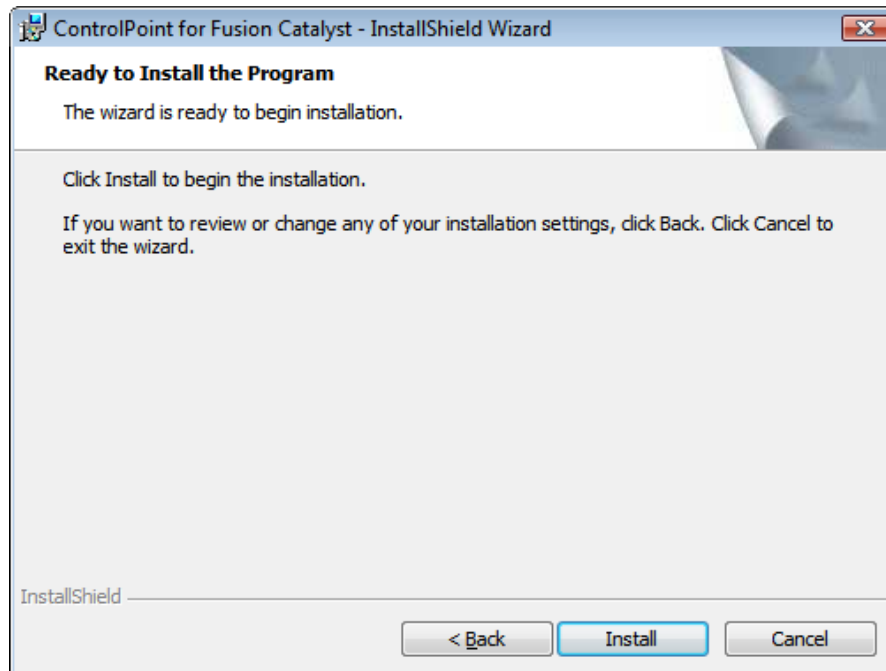 ControlPoint for Fusion Catalyst - InstallShield Wizard
Ready to Install the Program
The wizard is ready to begin installation.
Click Install to begin the installation.
If you want to review or change any of your installation settings, click Back. Click Cancel to
exit the wizard.
InstallShield
< Back
Install
Cancel